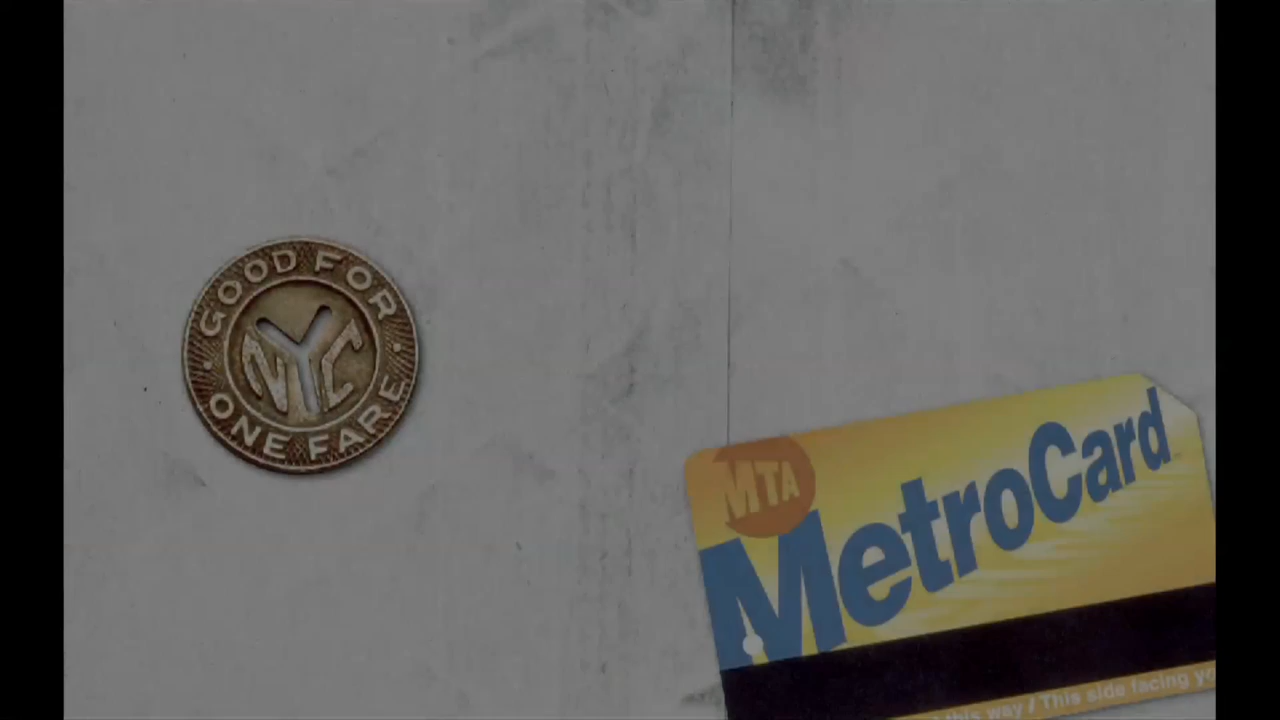 GOOD FOR
NYC
ONE FARE
MTA
MetroCard
this way / This side facing